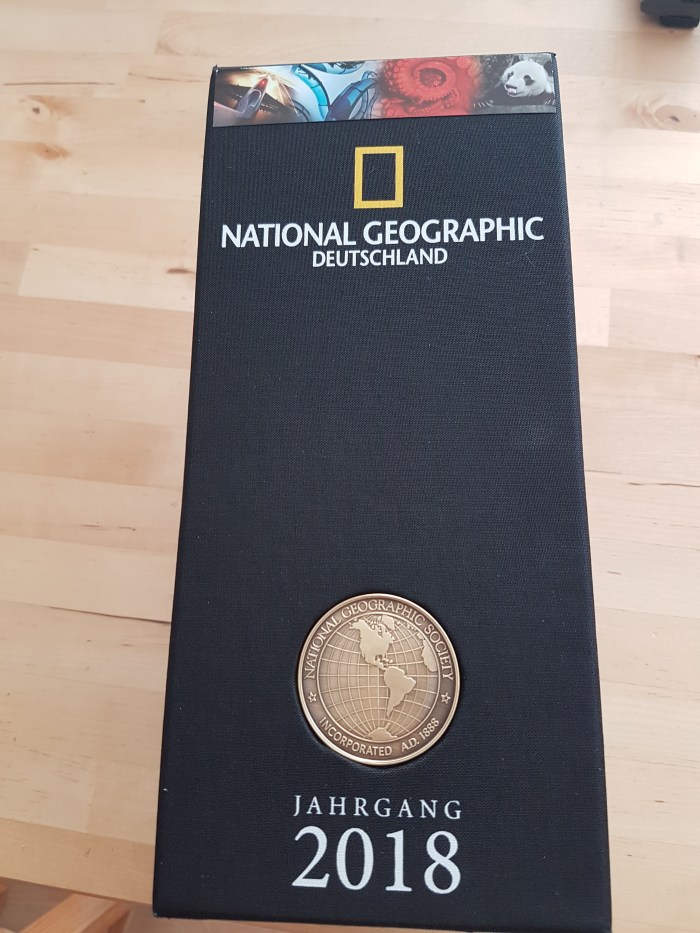 NATIONAL GEOGRAPHIC
DEUTSCHLAND
NATIONAL GEOGRAPHIC SOCIETY
INCORPORATED A.D. 1888
JAHRGANG
2018